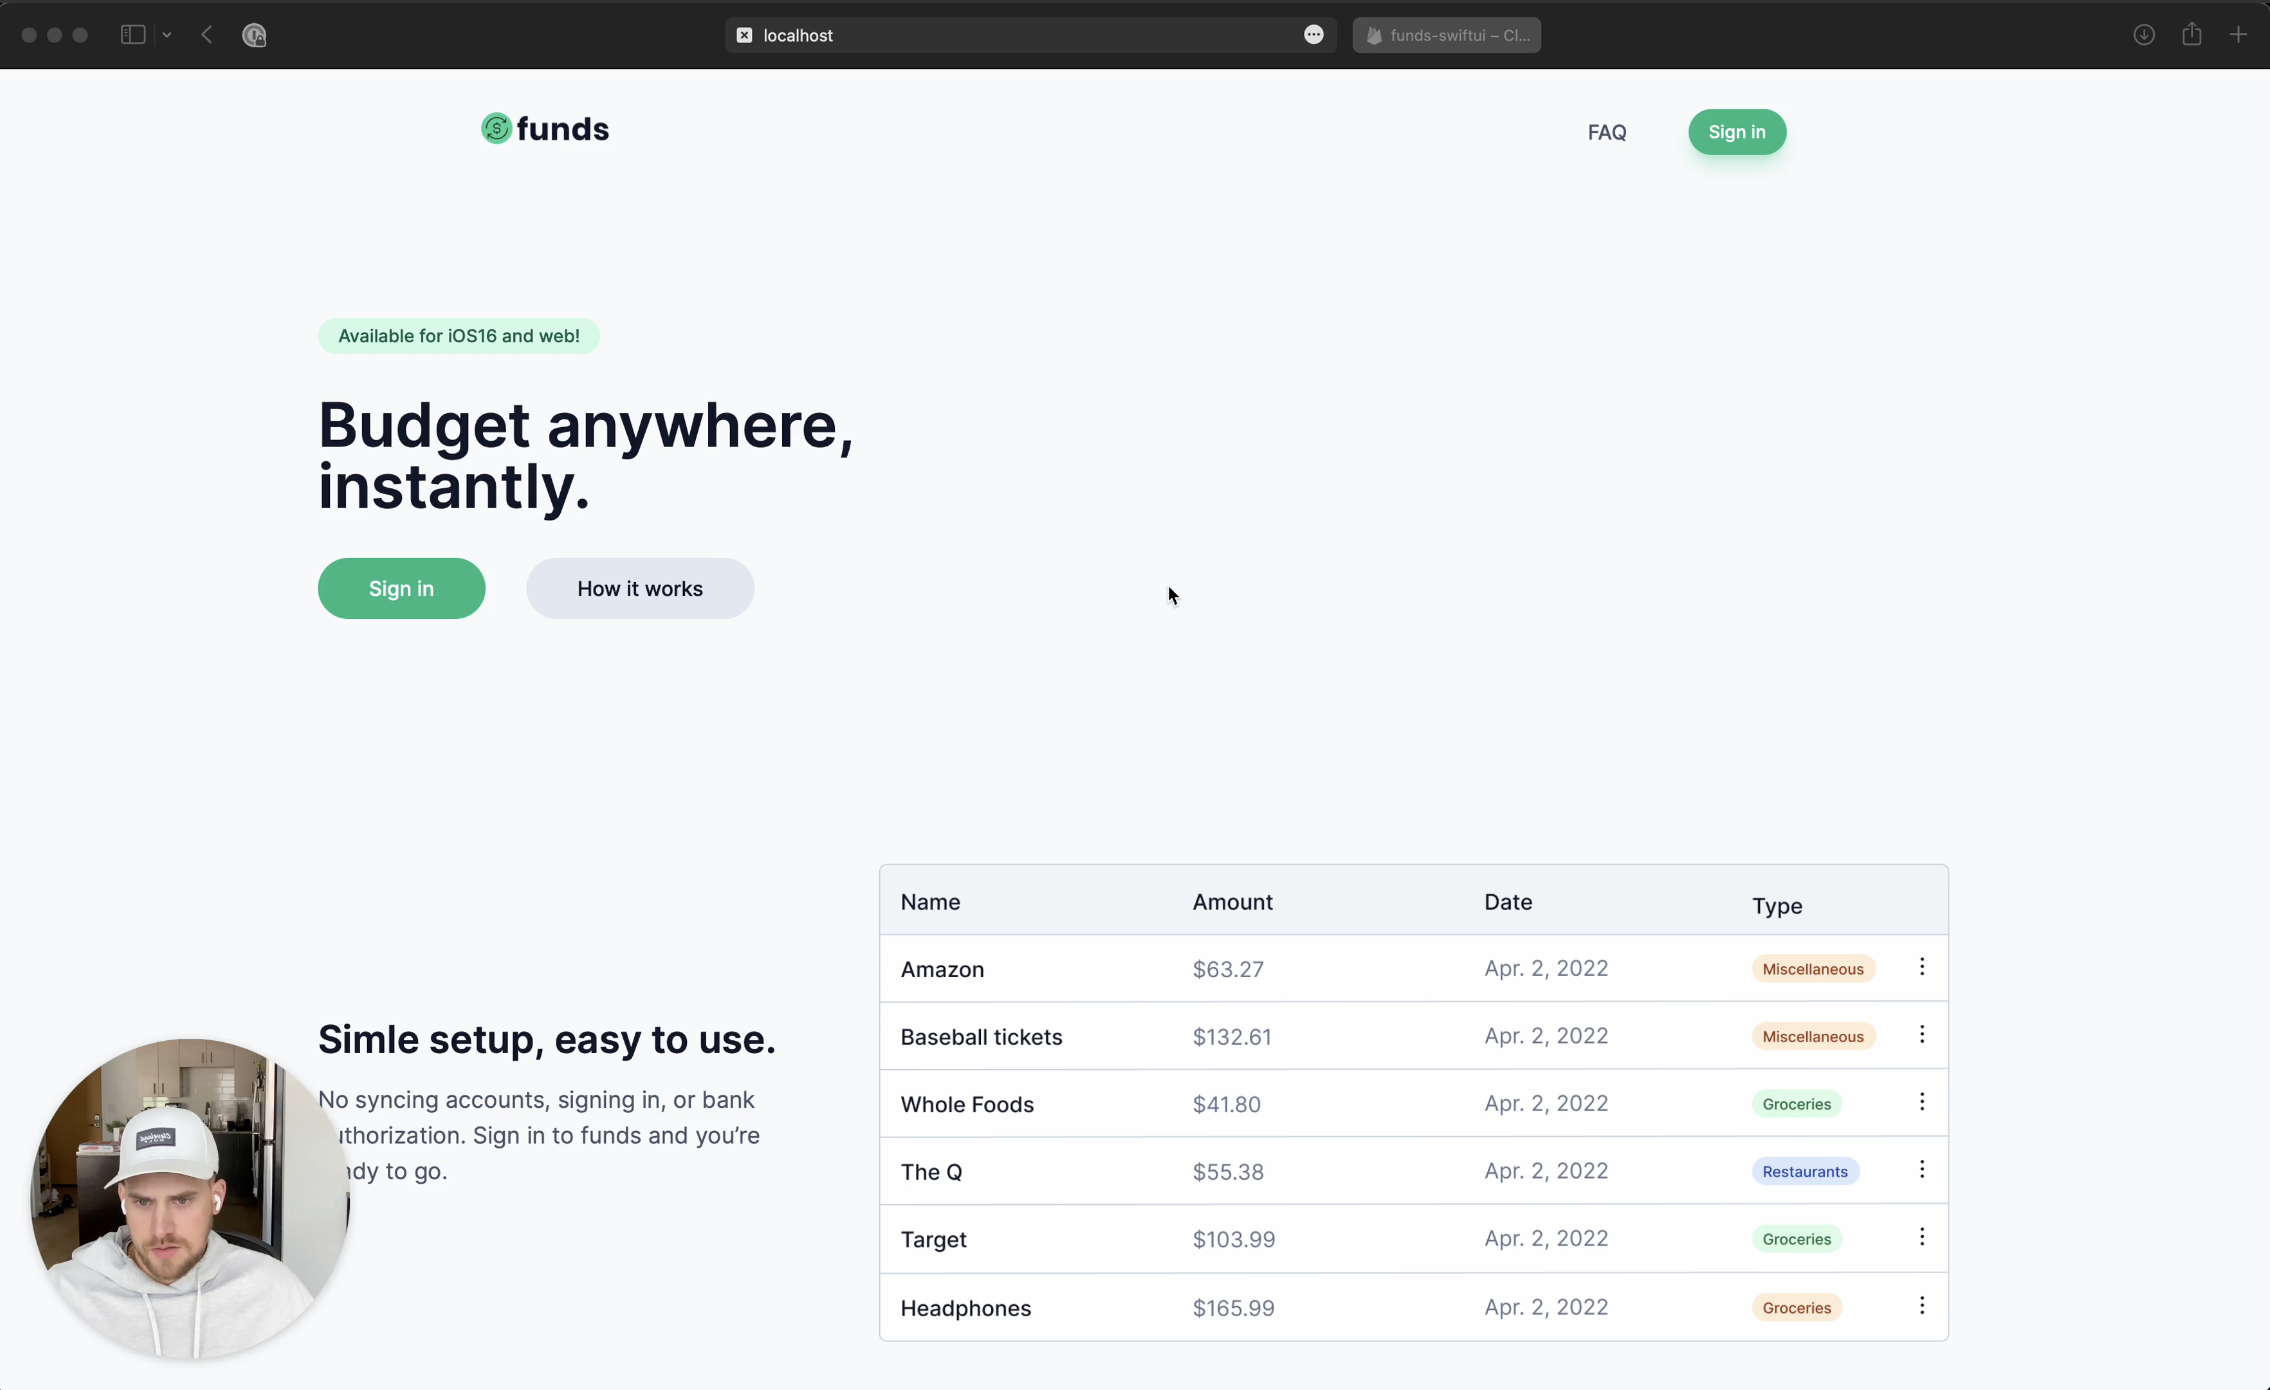 localhost
funds-swiftui – Cl...
funds
FAQ
Sign in
Available for iOS16 and web!
Budget anywhere,
instantly.
Sign in
How it works
Simle setup, easy to use.
No syncing accounts, signing in, or bank
uthorization. Sign in to funds and you’re
dy to go.
Name Amount Date Type
Amazon $63.27 Apr. 2, 2022 Miscellaneous
Baseball tickets $132.61 Apr. 2, 2022 Miscellaneous
Whole Foods $41.80 Apr. 2, 2022 Groceries
The Q $55.38 Apr. 2, 2022 Restaurants
Target $103.99 Apr. 2, 2022 Groceries
Headphones $165.99 Apr. 2, 2022 Groceries